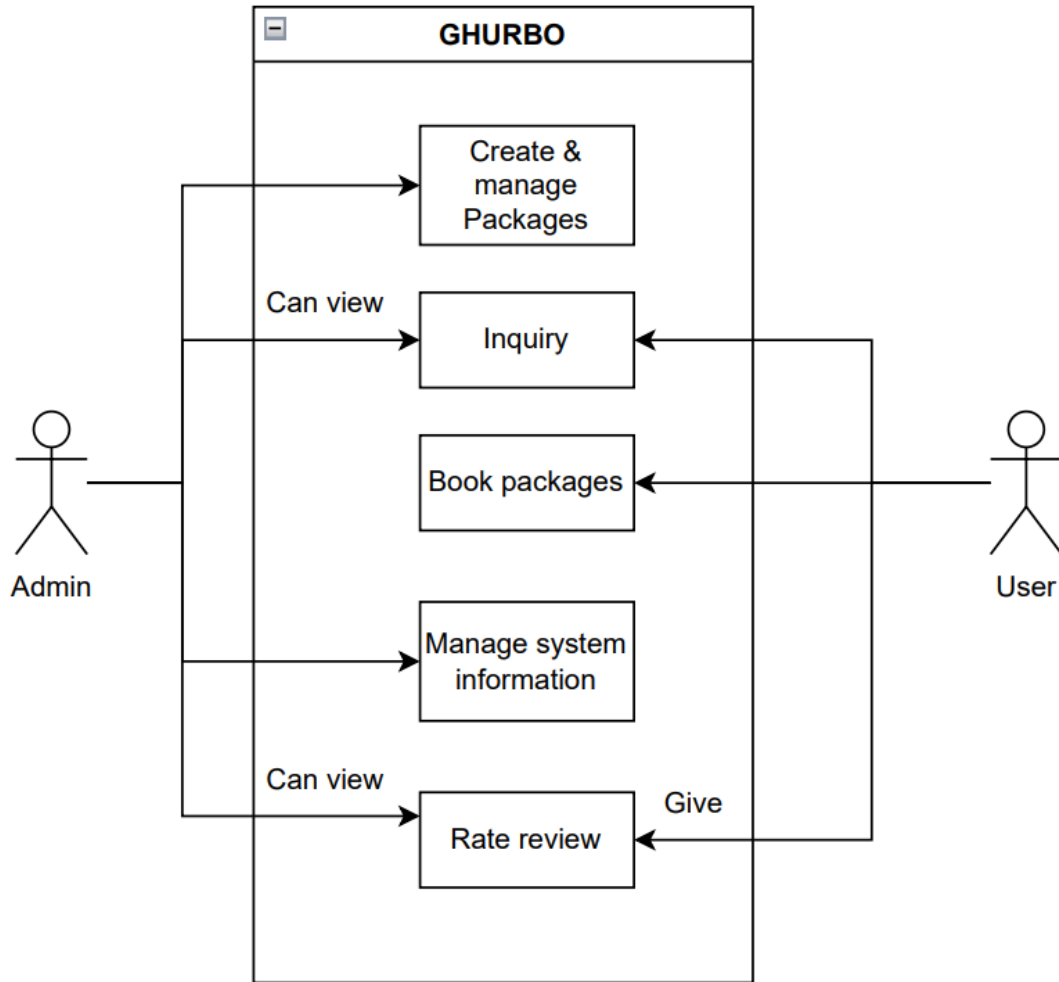 GHURBO
Create &
manage
Packages
Can view
Inquiry
Book packages
Admin
User
Manage system
information
Can view
Give
Rate review